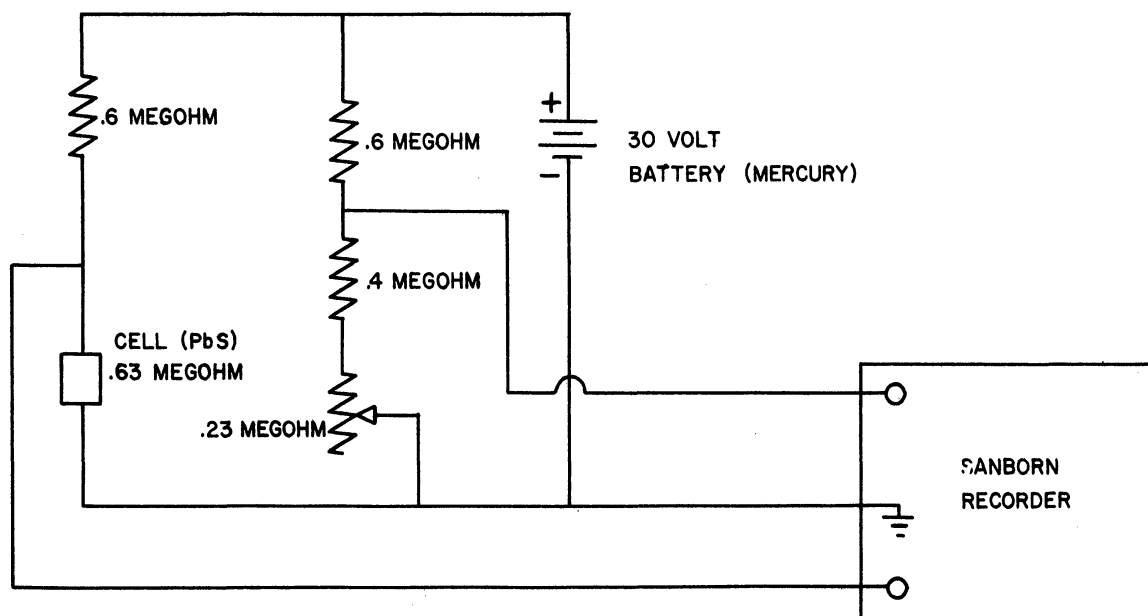 .6 MEGOHM
.6 MEGOHM
+
-
30 VOLT
BATTERY (MERCURY)
.4 MEGOHM
CELL (PbS)
.63 MEGOHM
.23 MEGOHM
SANBORN
RECORDER